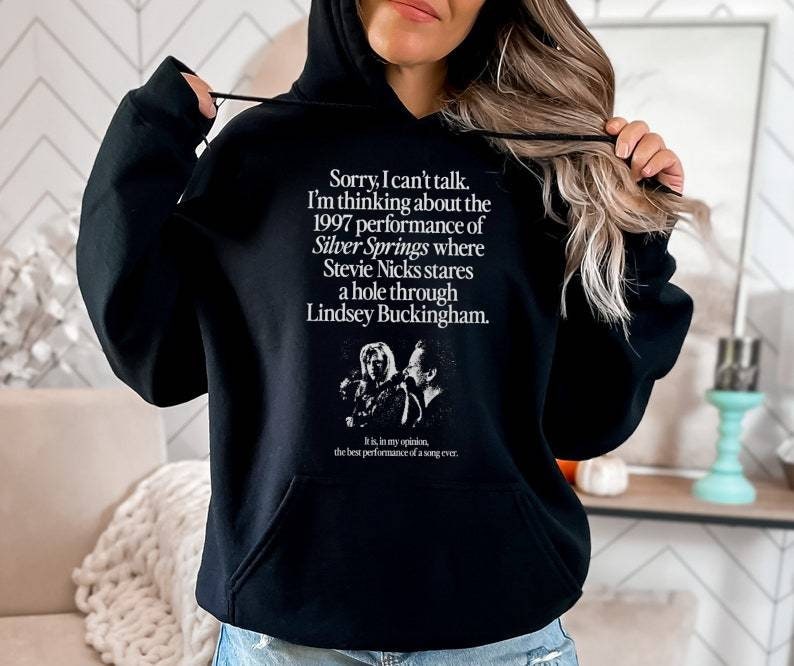 Sorry, I can't talk.
I'm thinking about the
1997 performance of
Silver Springs where
Stevie Nicks stares
a hole through
Lindsey Buckingham.
It is, in my opinion,
the best performance of a song ever.